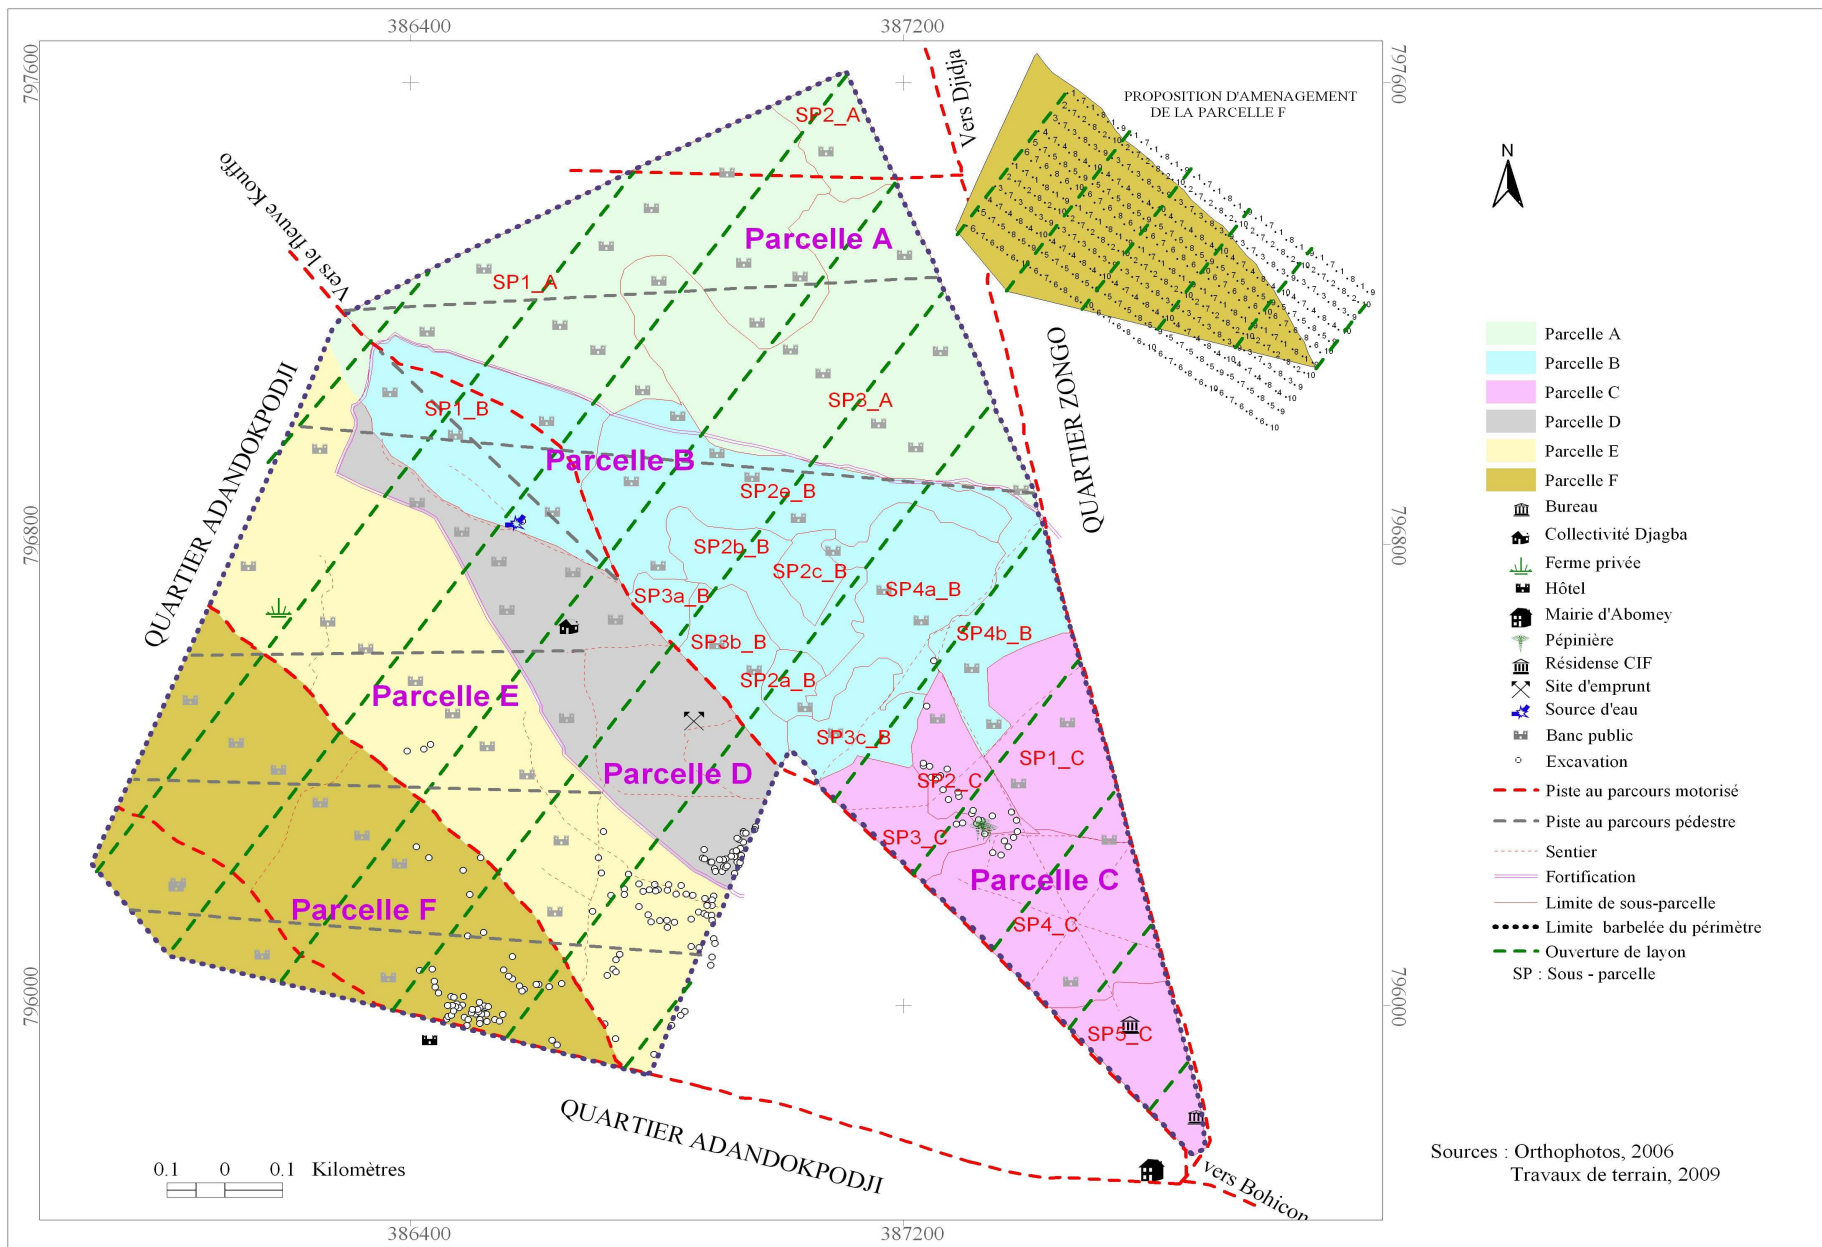 386400
387200
797600
797600
796800
796800
796000
796000
386400
387200
Vers Djidja
PROPOSITION D'AMENAGEMENT
DE LA PARCELLE F
N
Vers le fleuve Kouffo
QUARTIER ADANDOKPODJI
QUARTIER ZONGO
QUARTIER ADANDOKPODJI
vers Bohicon
SP2_A
Parcelle A
SP1_A
SP3_A
SP1_B
Parcelle B
SP2e_B
SP2b_B
SP2c_B
SP3a_B
SP4a_B
SP3b_B
SP4b_B
SP2a_B
SP3c_B
Parcelle E
Parcelle D
SP1_C
SP2_C
SP3_C
Parcelle C
Parcelle F
SP4_C
SP5_C
Parcelle A
Parcelle B
Parcelle C
Parcelle D
Parcelle E
Parcelle F
Bureau
Collectivité Djagba
Ferme privée
Hôtel
Mairie d'Abomey
Pépinière
Résidense CIF
Site d'emprunt
Source d'eau
Banc public
Excavation
Piste au parcours motorisé
Piste au parcours pédestre
Sentier
Fortification
Limite de sous-parcelle
Limite barbelée du périmètre
Ouverture de layon
SP : Sous - parcelle
0.1 0 0.1 Kilomètres
Sources : Orthophotos, 2006
Travaux de terrain, 2009